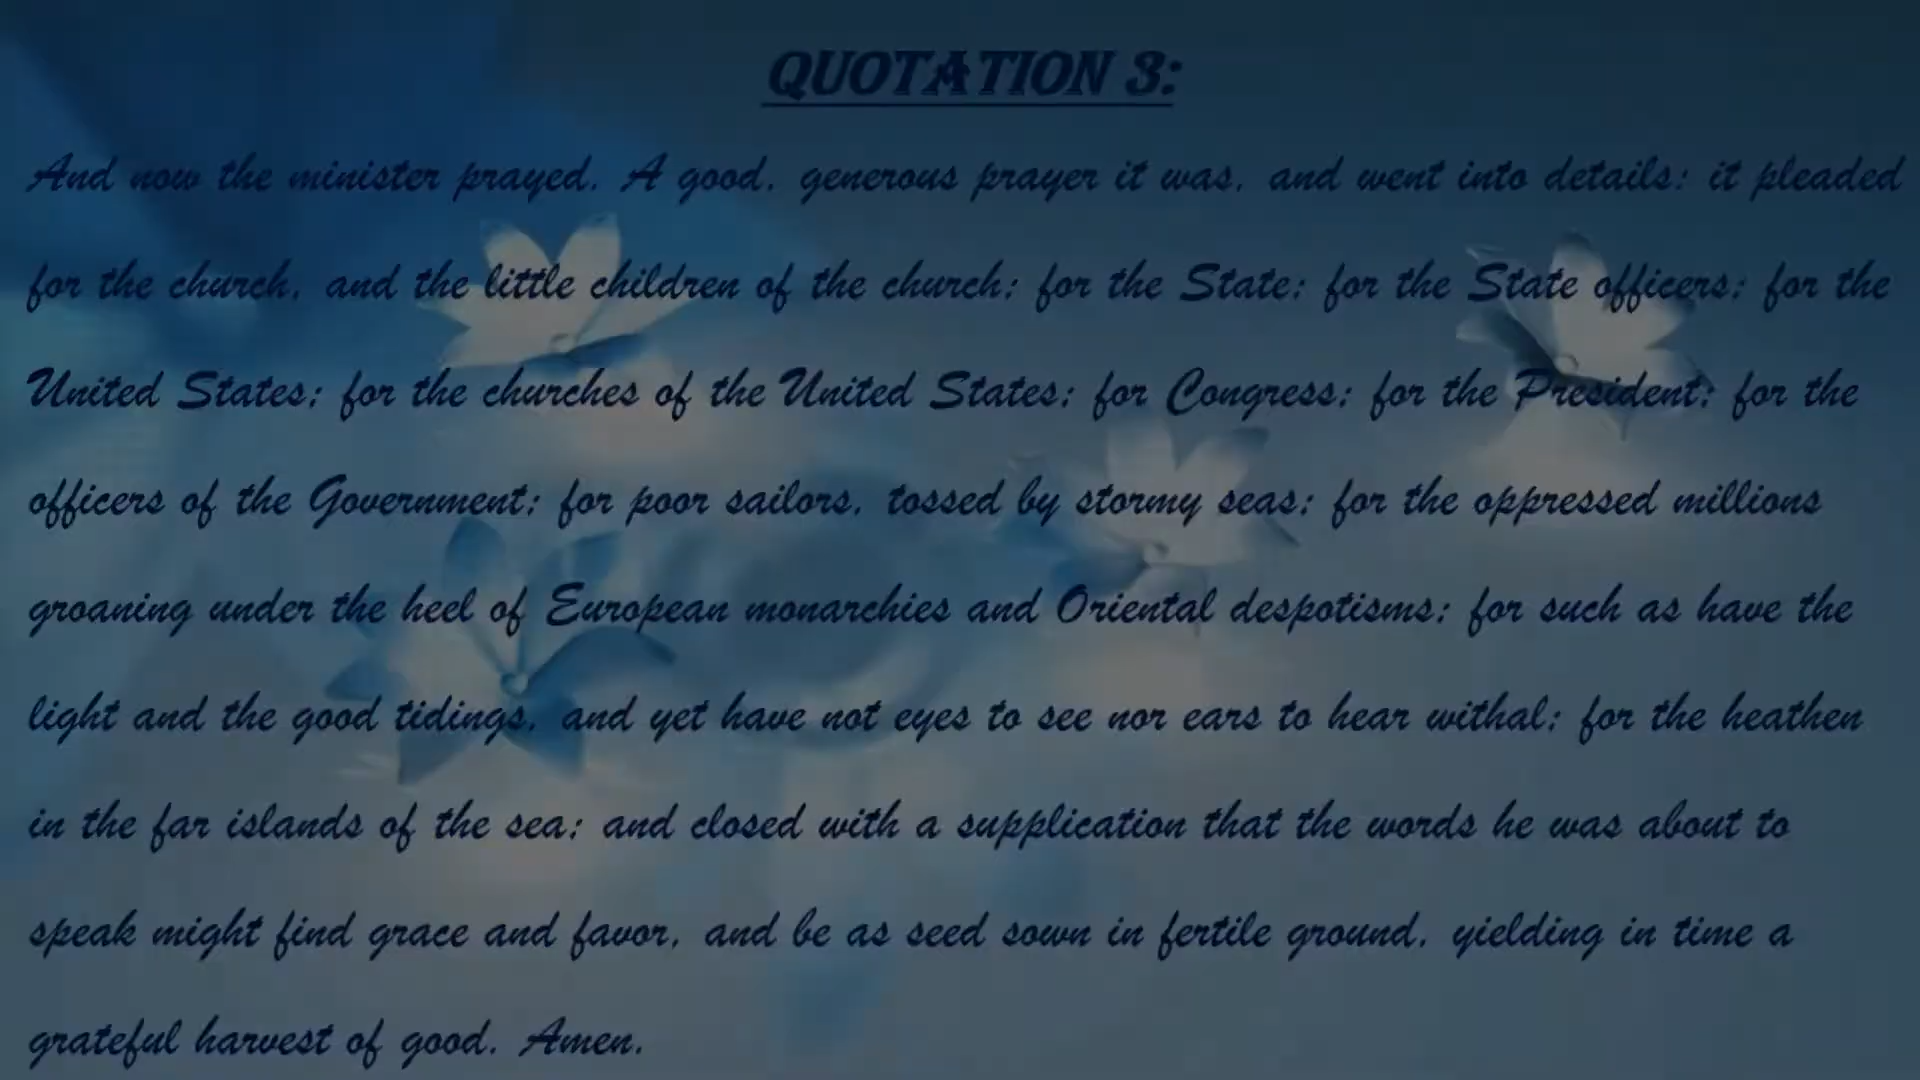 QUOTATION 3:
And now the minister prayed. A good, generous prayer it was, and went into details: it pleaded
for the church, and the little children of the church; for the State; for the State officers; for the
United States; for the churches of the United States; for Congress; for the President; for the
officers of the Government; for poor sailors, tossed by stormy seas; for the oppressed millions
groaning under the heel of European monarchies and Oriental despotisms; for such as have the
light and the good tidings, and yet have not eyes to see nor ears to hear withal; for the heathen
in the far islands of the sea; and closed with a supplication that the words he was about to
speak might find grace and favor, and be as seed sown in fertile ground, yielding in time a
grateful harvest of good. Amen.